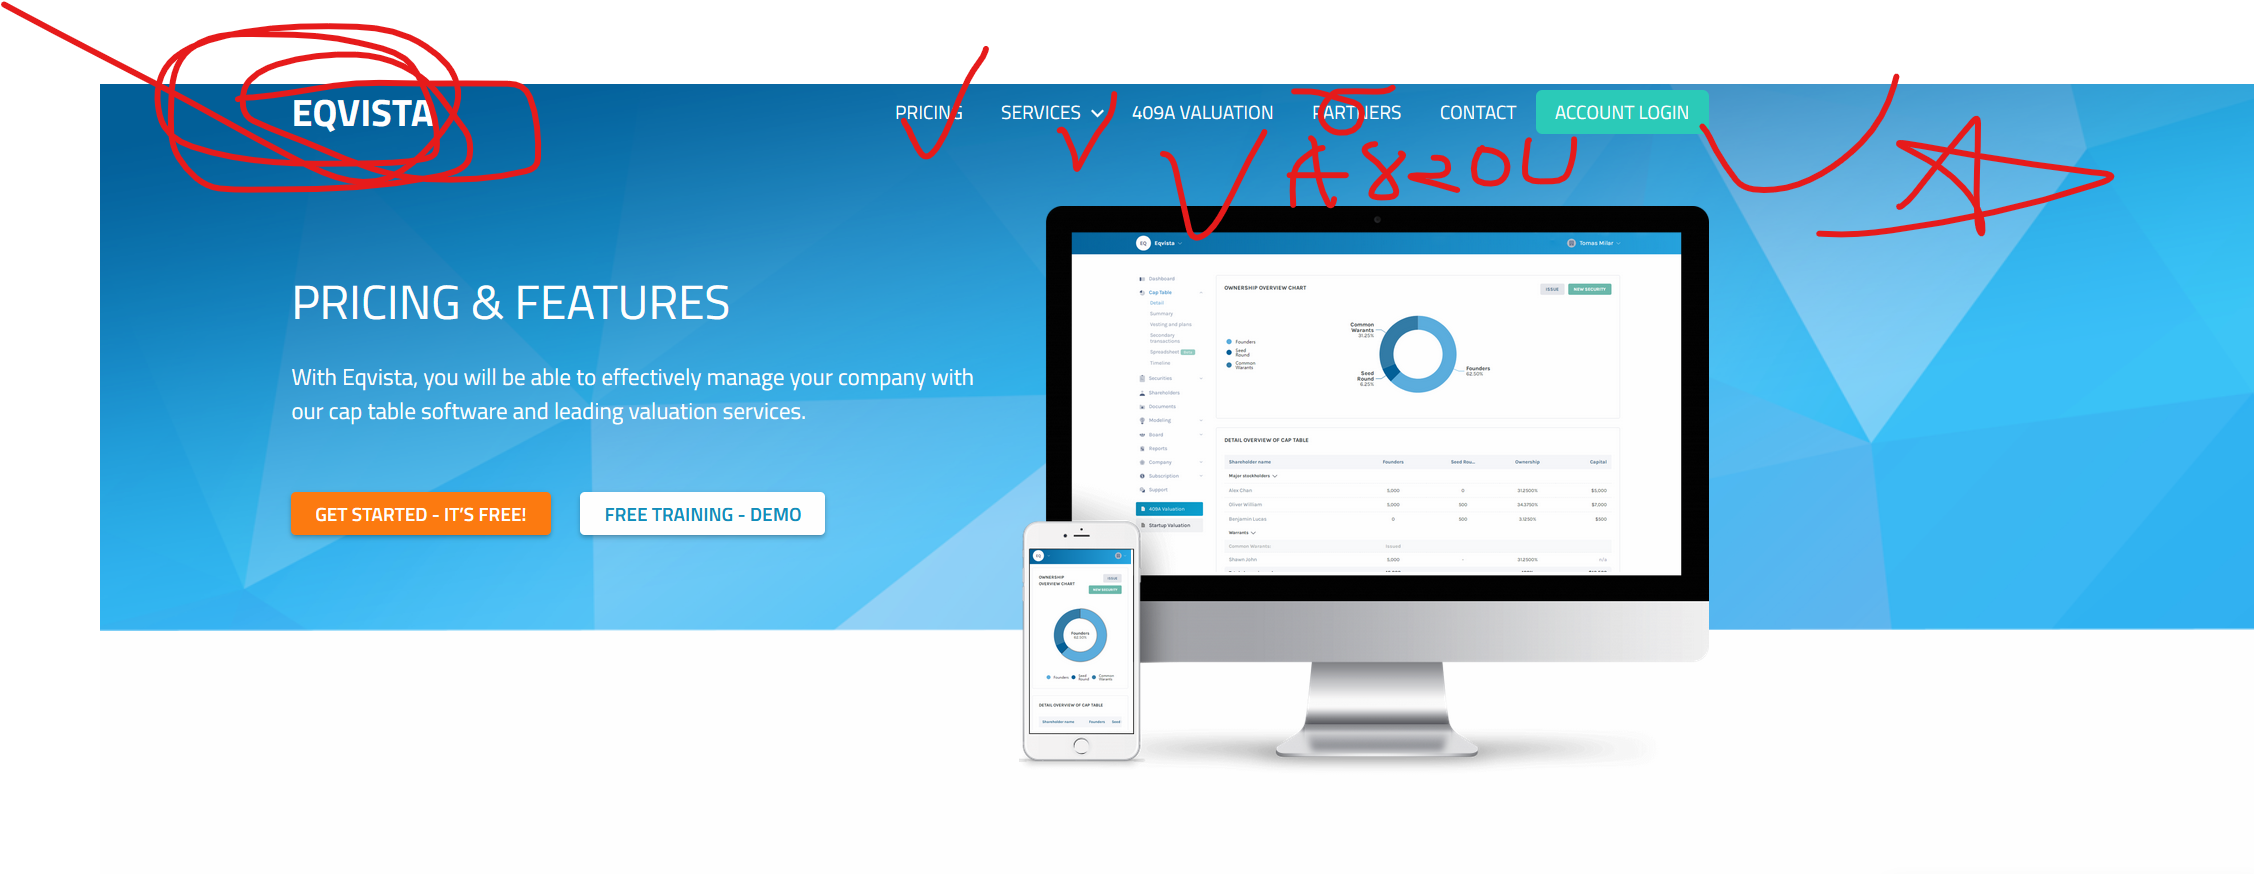 EQVISTA
PRICING SERVICES 409A VALUATION PARTNERS CONTACT ACCOUNT LOGIN
A820U
PRICING & FEATURES
With Eqvista, you will be able to effectively manage your company with
our cap table software and leading valuation services.
GET STARTED - IT'S FREE!
FREE TRAINING - DEMO
EQ Eqvista
Tomas Milar
Dashboard
Cap Table
Detail
Summary
Vesting and plans
Secondary
transactions
Spreadsheet
Timeline
Securities
Shareholders
Documents
Modeling
Board
Reports
Company
Subscription
Support
409A Valuation
Startup Valuation
OWNERSHIP OVERVIEW CHART
ISSUE NEW SECURITY
Founders
Seed
Round
Common
Warants
Common
Warants
31.25%
Seed
Round
6.25%
Founders
62.50%
DETAIL OVERVIEW OF CAP TABLE
Shareholder name Founders Seed Rou... Ownership Capital
Major stockholders
Alex Chan 5,000 0 31.2500% $5,000
Oliver William 5,000 500 34.3750% $7,000
Benjamin Lucas 0 500 3.1250% $500
Warrants
Common Warants Issued
Shawn John 5,000 - 31.2500% n/a
EQ
OWNERSHIP
OVERVIEW CHART
ISSUE
NEW SECURITY
Founders
62.50%
Founders
Seed
Round
Common
Warants
DETAIL OVERVIEW OF CAP TABLE
Shareholder name Founders Seed